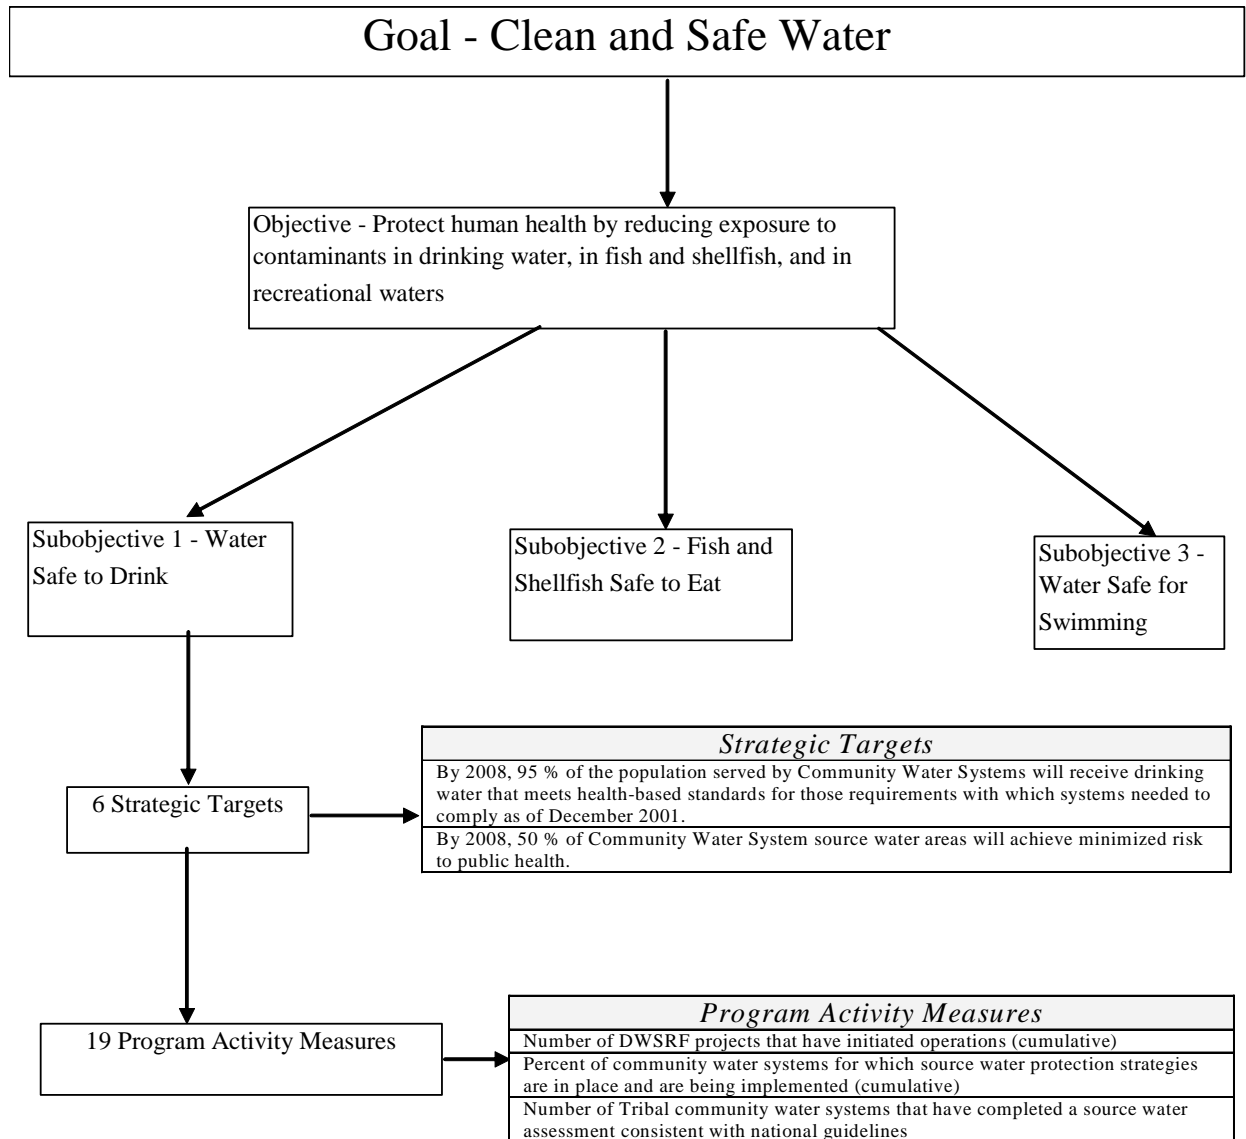 Goal - Clean and Safe Water
Objective - Protect human health by reducing exposure to
contaminants in drinking water, in fish and shellfish, and in
recreational waters
Subobjective 1 - Water
Safe to Drink
Subobjective 2 - Fish and
Shellfish Safe to Eat
Subobjective 3 -
Water Safe for
Swimming
6 Strategic Targets
Strategic Targets
By 2008, 95 % of the population served by Community Water Systems will receive drinking
water that meets health-based standards for those requirements with which systems needed to
comply as of December 2001.
By 2008, 50 % of Community Water System source water areas will achieve minimized risk
to public health.
19 Program Activity Measures
Program Activity Measures
Number of DWSRF projects that have initiated operations (cumulative)
Percent of community water systems for which source water protection strategies
are in place and are being implemented (cumulative)
Number of Tribal community water systems that have completed a source water
assessment consistent with national guidelines